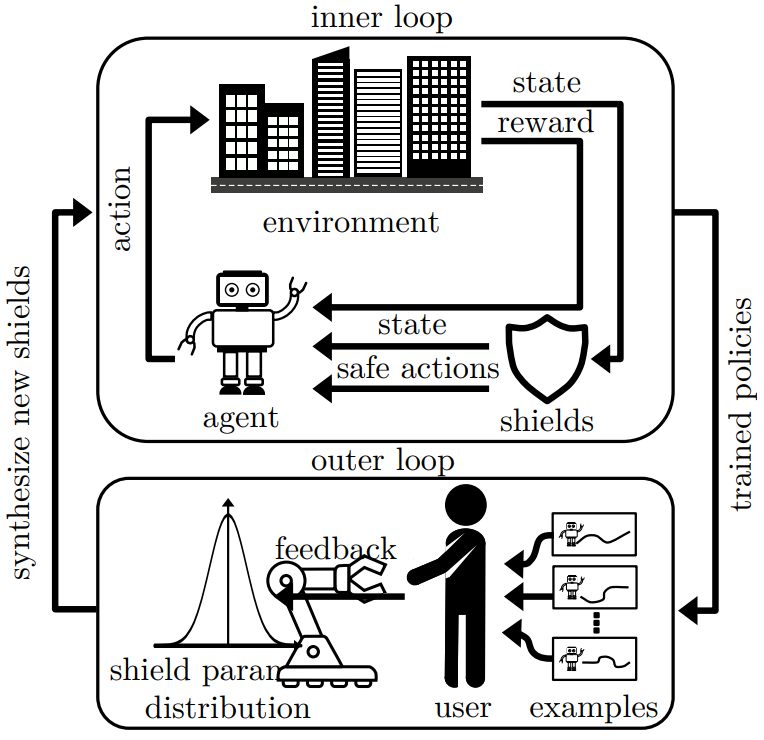 inner loop
state
reward
action
environment
state
safe actions
agent
shields
synthesize new shields
trained policies
outer loop
feedback
shield
distribution
user
examples